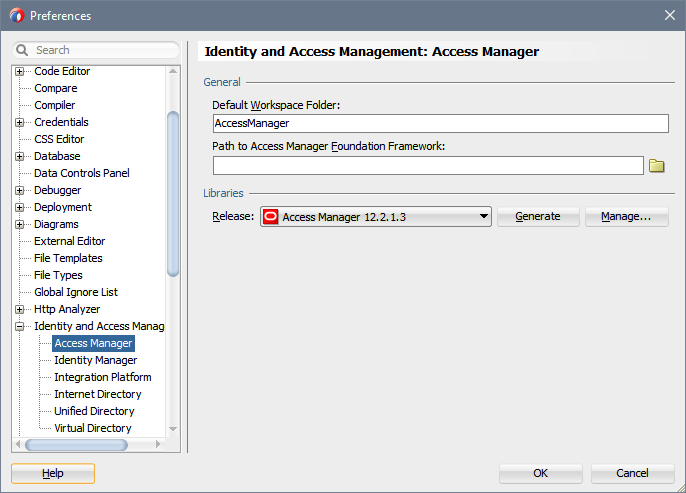 Preferences
Search
Code Editor
Compare
Compiler
Credentials
CSS Editor
Database
Data Controls Panel
Debugger
Deployment
Diagrams
External Editor
File Templates
File Types
Global Ignore List
Http Analyzer
Identity and Access Manag
Access Manager
Identity Manager
Integration Platform
Internet Directory
Unified Directory
Virtual Directory
Identity and Access Management: Access Manager
General
Default Workspace Folder:
AccessManager
Path to Access Manager Foundation Framework:
Libraries
Release: Access Manager 12.2.1.3 Generate Manage...
Help OK Cancel